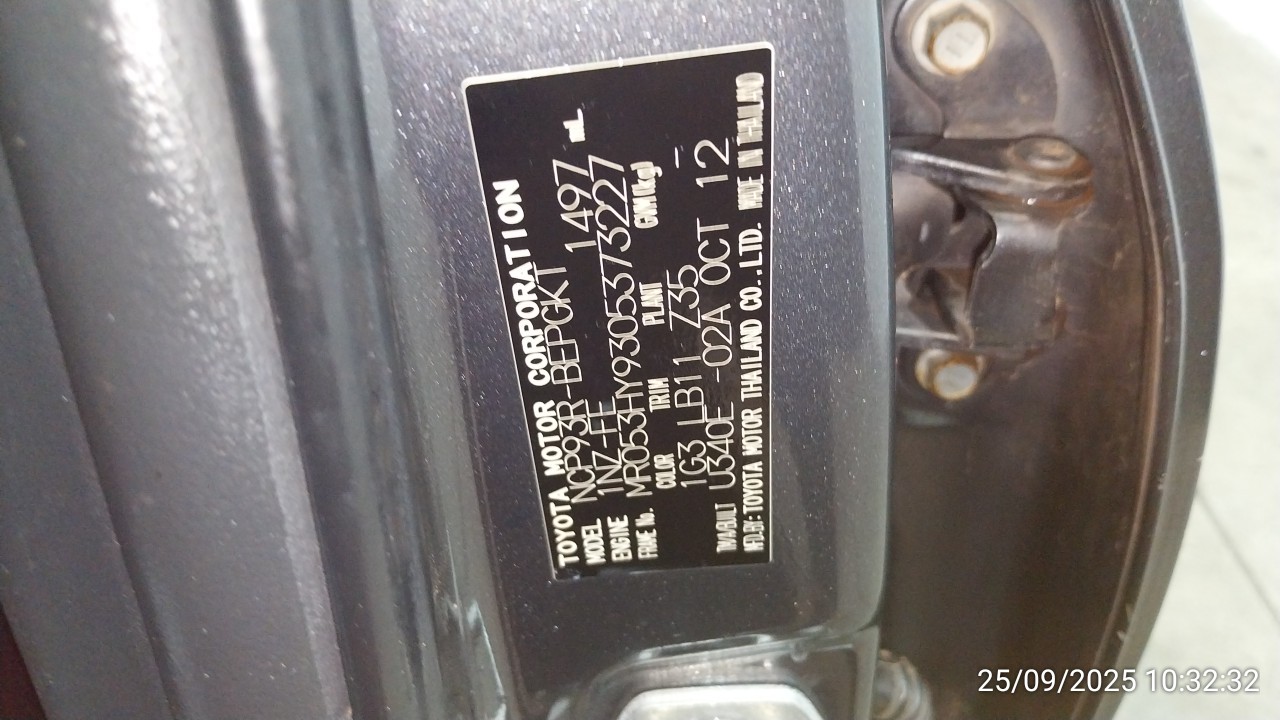 TOYOTA MOTOR CORPORATION
MODEL NCP93R-BEPGKT 1497 mL
ENGINE 1NZ-FE
FRAME No. MR053HY9305373227
COLOR TRIM PLANT GVM(kg)
1G3 LB11 Z35 -
TM/A/BUILT U340E -02A OCT 12
MFD.BY:TOYOTA MOTOR THAILAND CO.,LTD. MADE IN THAILAND
25/09/2025 10:32:32